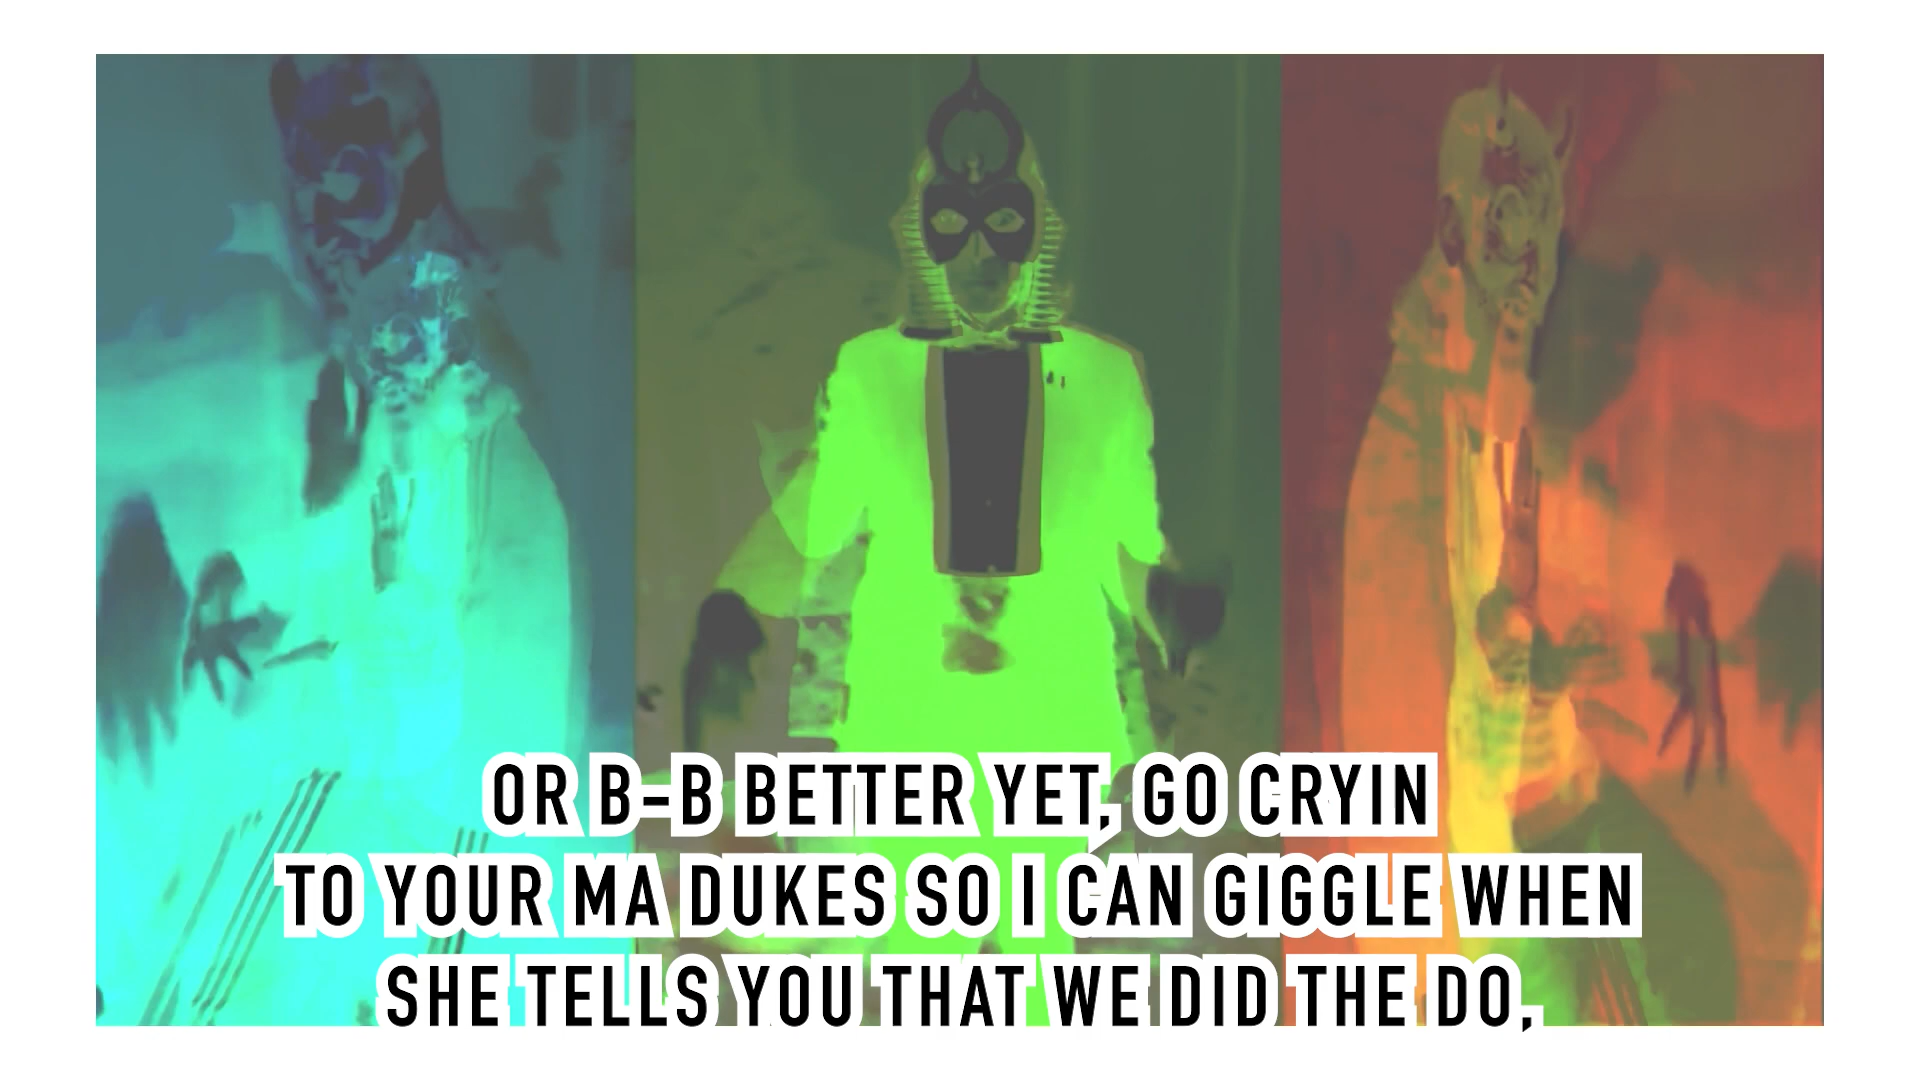 OR B-B BETTER YET, GO CRYIN
TO YOUR MA DUKES SO I CAN GIGGLE WHEN
SHE TELLS YOU THAT WE DID THE DO,